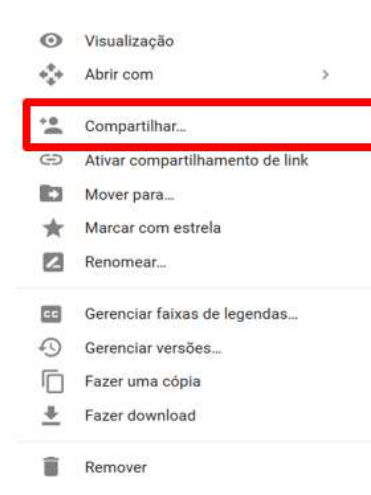 Visualização
Abrir com
Compartilhar...
Ativar compartilhamento de link
Mover para...
Marcar com estrela
Renomear...
CC Gerenciar faixas de legendas...
Gerenciar versões...
Fazer uma cópia
Fazer download
Remover